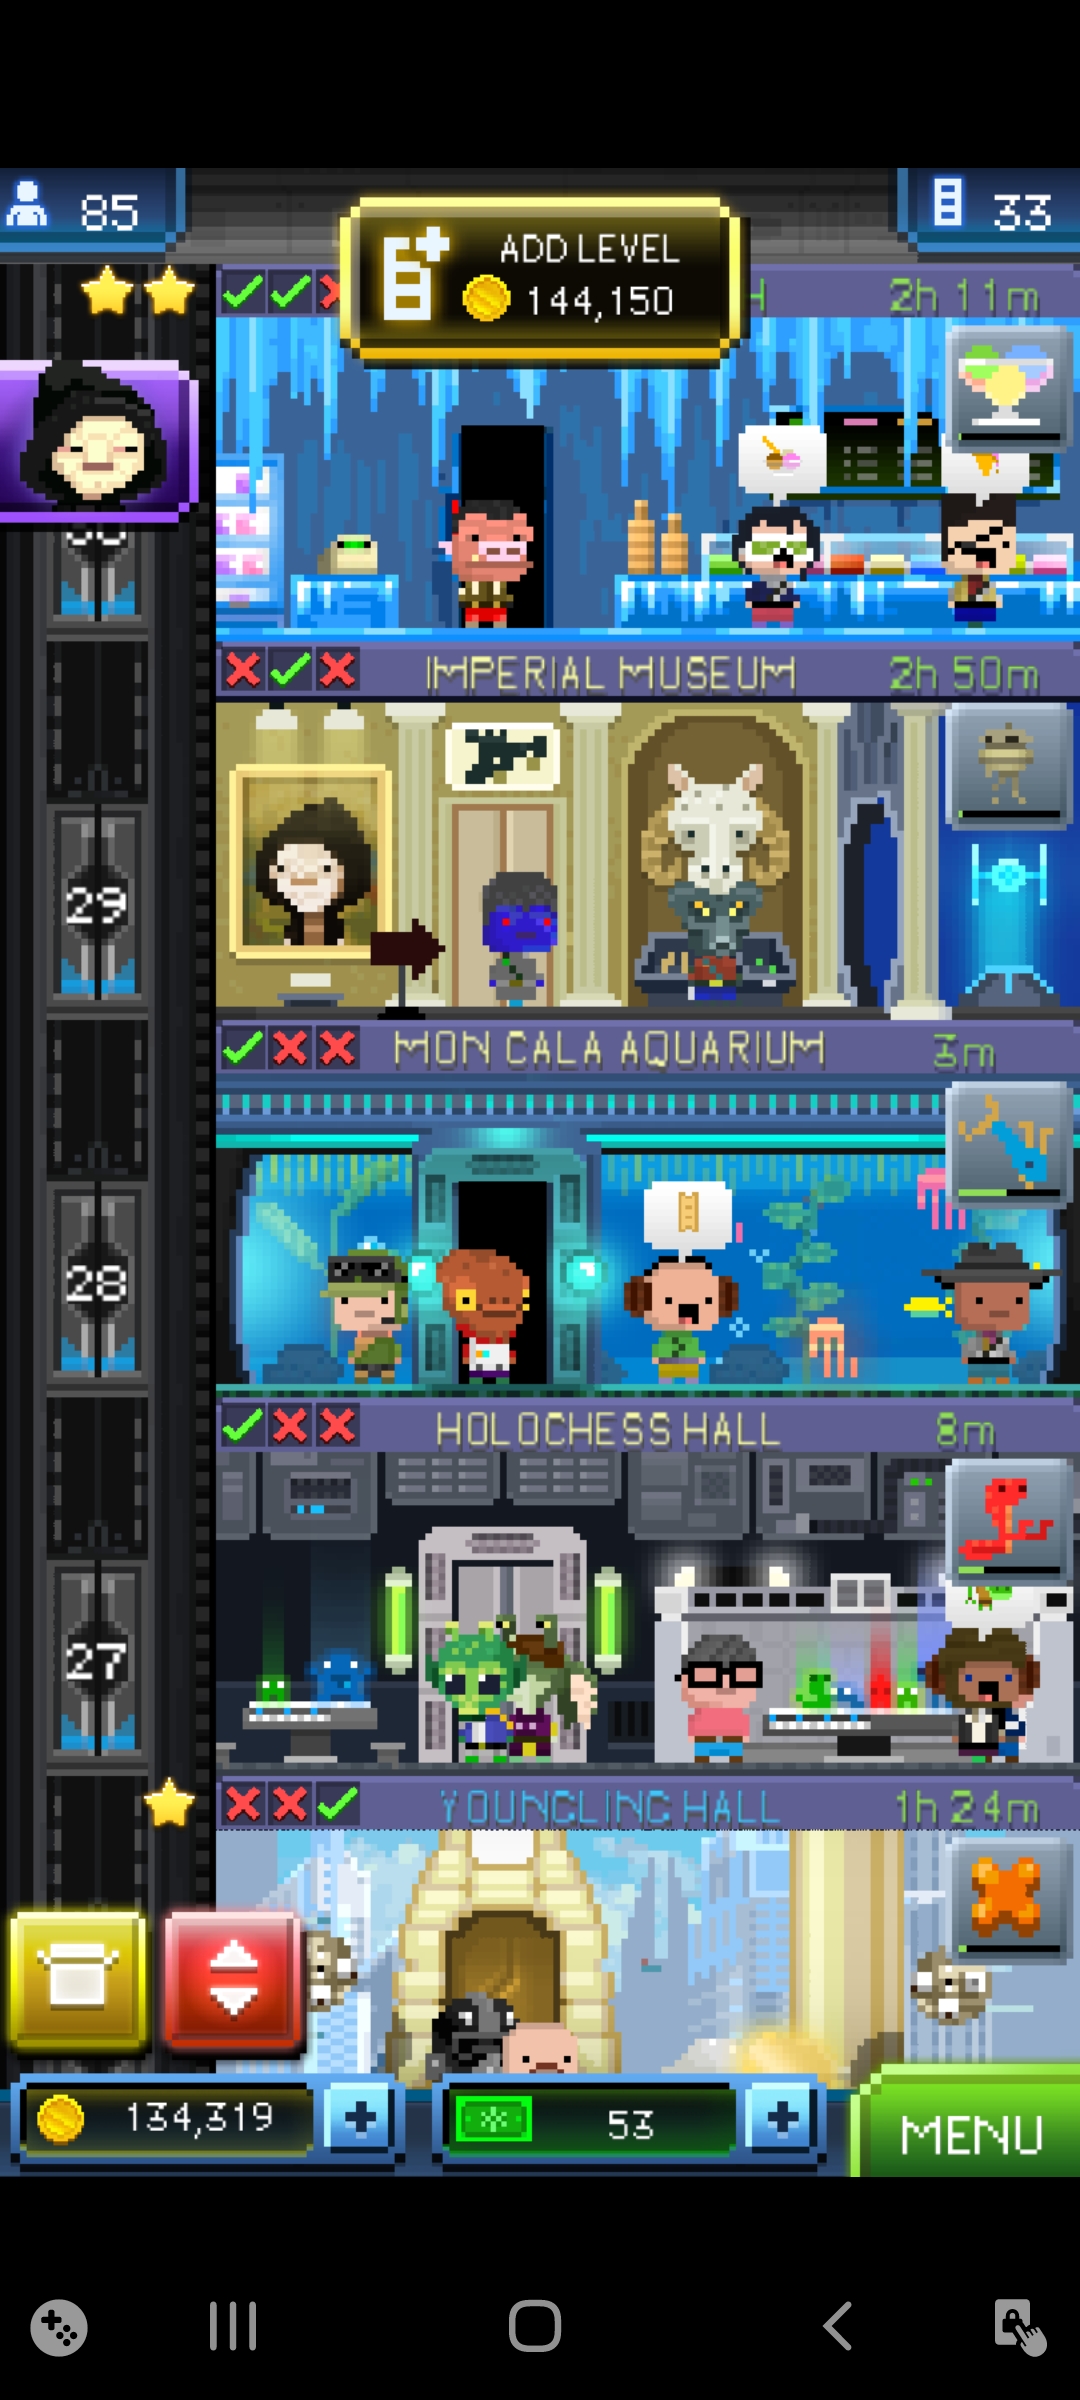 85
33
ADD LEVEL
144,150
2h 11m
IMPERIAL MUSEUM
2h 50m
29
MON CALA AQUARIUM
3m
28
HOLOCHESS HALL
8m
27
YOUNGLING HALL
1h 24m
134,319
53
MENU